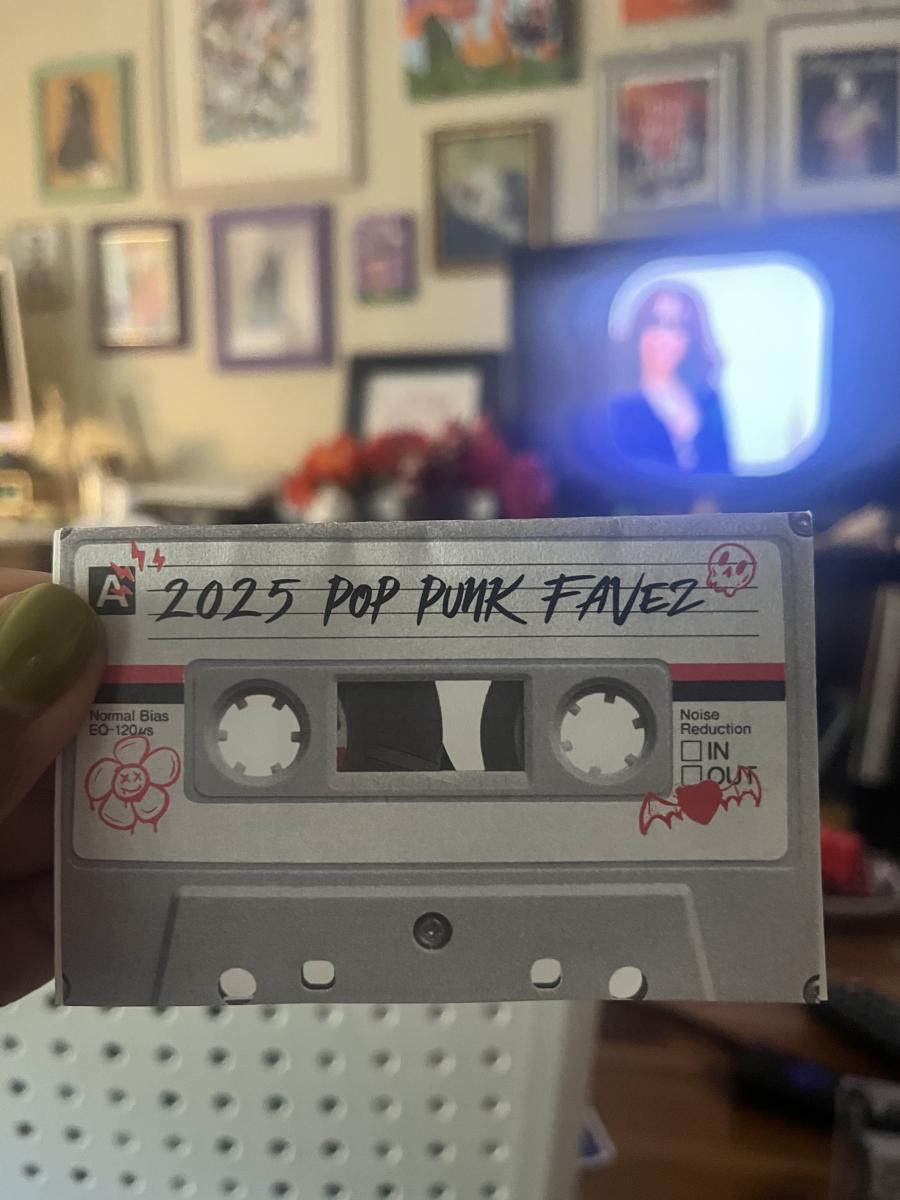 A 2025 POP PUNK FAVEZ
Normal Bias
EQ-120µs
Noise
Reduction
IN
OUT